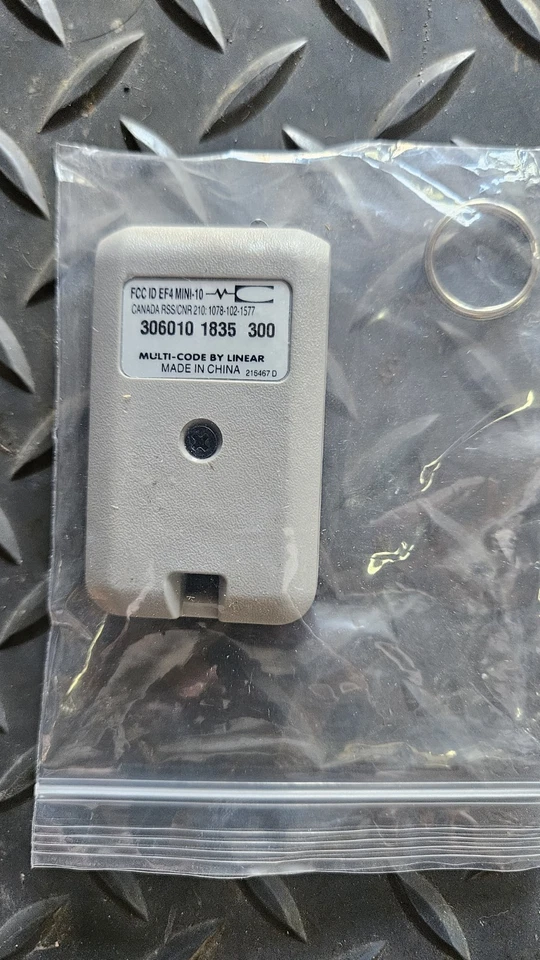 FCC ID EF4 MINI-10
CANADA RSS/CNR 210: 1078-102-1577
306010 1835 300
MULTI-CODE BY LINEAR
MADE IN CHINA 216467 D